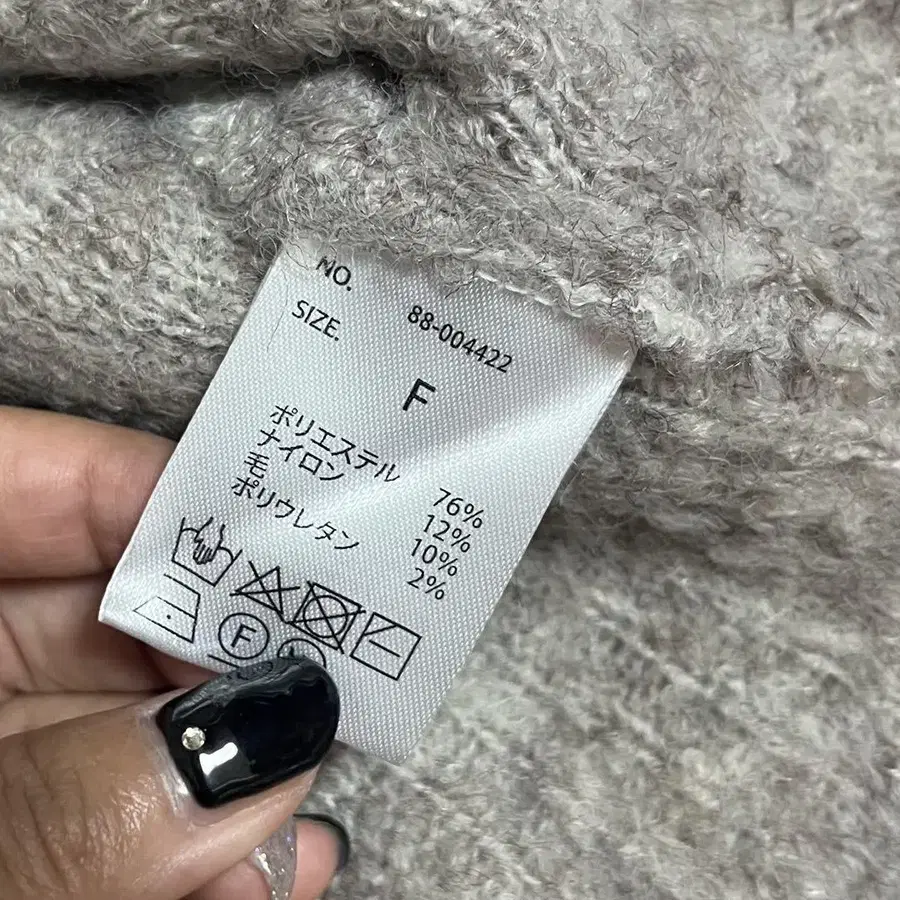 NO. 88-004422
SIZE. F
ポリエステル 76%
ナイロン 12%
毛 10%
ポリウレタン 2%
F